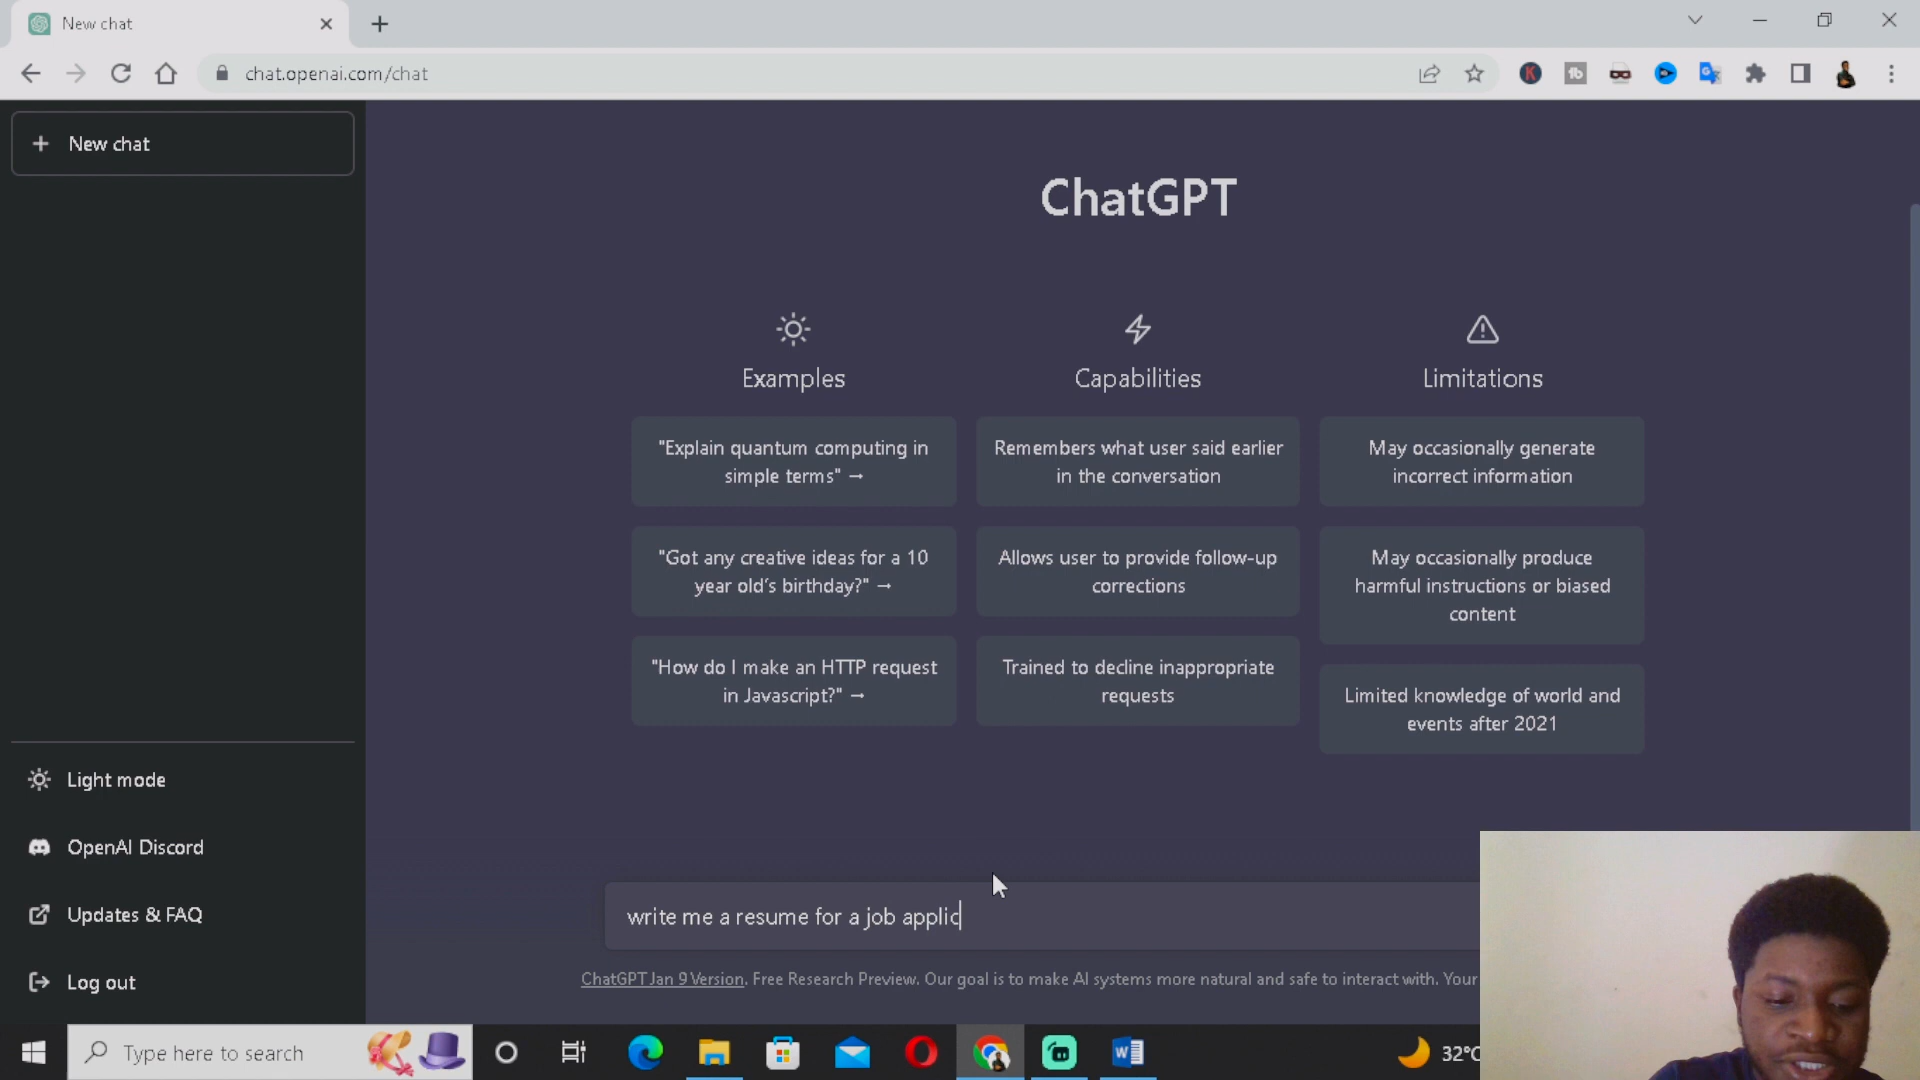 New chat
chat.openai.com/chat
New chat
ChatGPT
Examples
Capabilities
Limitations
"Explain quantum computing in
simple terms" →
Remembers what user said earlier
in the conversation
May occasionally generate
incorrect information
"Got any creative ideas for a 10
year old's birthday?" →
Allows user to provide follow-up
corrections
May occasionally produce
harmful instructions or biased
content
"How do I make an HTTP request
in Javascript?" →
Trained to decline inappropriate
requests
Limited knowledge of world and
events after 2021
Light mode
OpenAI Discord
Updates & FAQ
Log out
write me a resume for a job applic
ChatGPT Jan 9 Version. Free Research Preview. Our goal is to make AI systems more natural and safe to interact with. Your
Type here to search
32°C